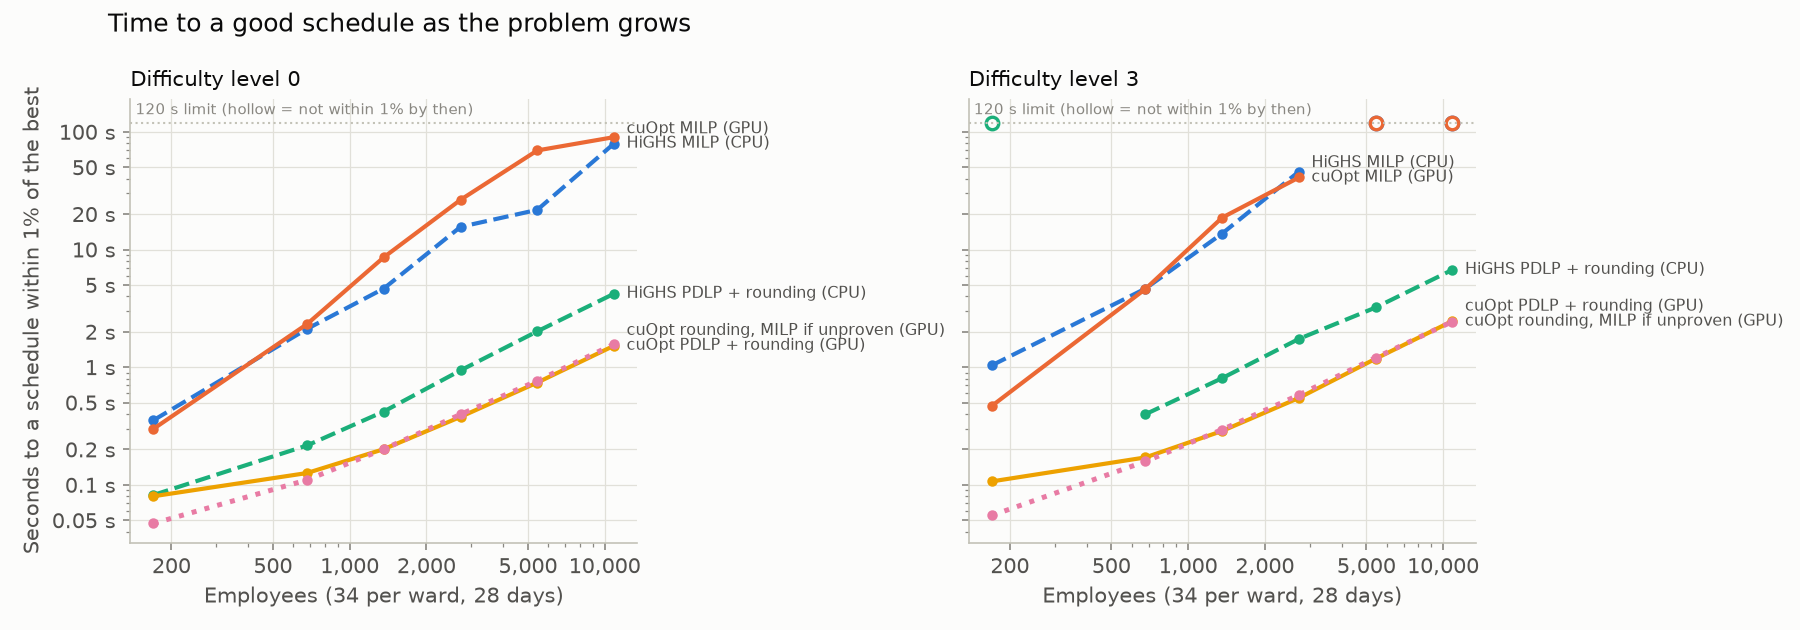 Time to a good schedule as the problem grows
Difficulty level 0
Seconds to a schedule within 1% of the best
120 s limit (hollow = not within 1% by then)
100 s
50 s
20 s
10 s
5 s
2 s
1 s
0.5 s
0.2 s
0.1 s
0.05 s
cuOpt MILP (GPU)
HiGHS MILP (CPU)
HiGHS PDLP + rounding (CPU)
cuOpt rounding, MILP if unproven (GPU)
cuOpt PDLP + rounding (GPU)
200 500 1,000 2,000 5,000 10,000
Employees (34 per ward, 28 days)
Difficulty level 3
120 s limit (hollow = not within 1% by then)
HiGHS MILP (CPU)
cuOpt MILP (GPU)
HiGHS PDLP + rounding (CPU)
cuOpt PDLP + rounding (GPU)
cuOpt rounding, MILP if unproven (GPU)
200 500 1,000 2,000 5,000 10,000
Employees (34 per ward, 28 days)